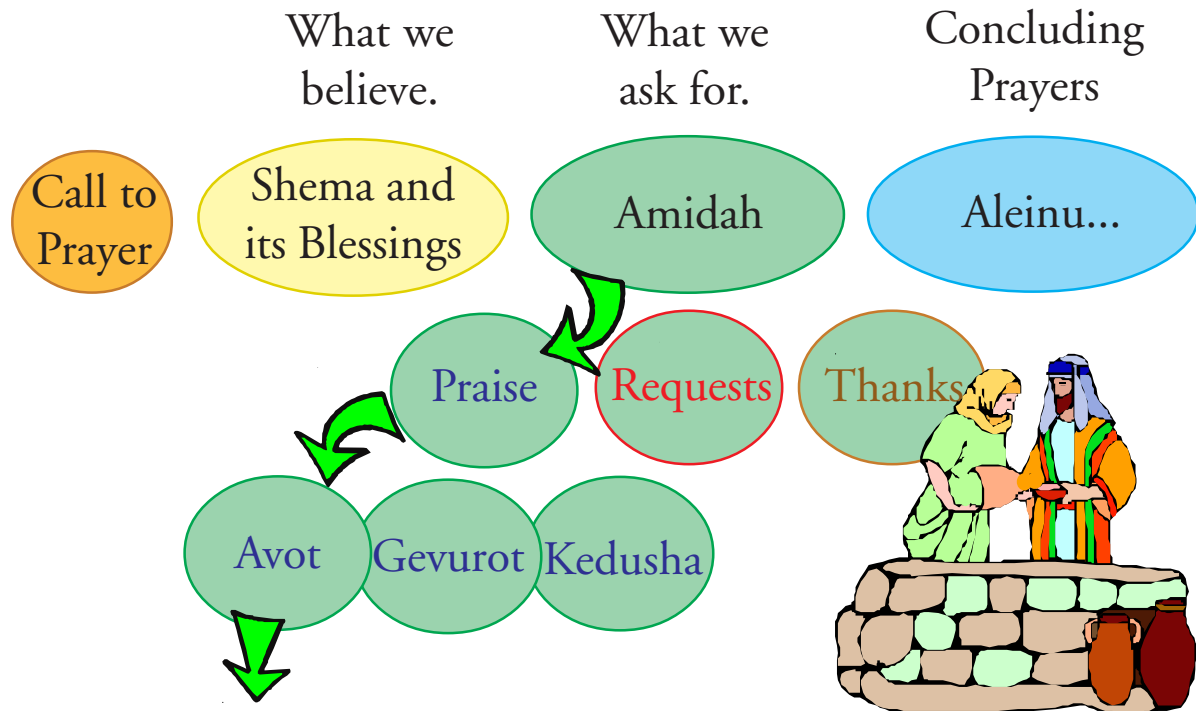 What we
believe.
What we
ask for.
Concluding
Prayers
Call to
Prayer
Shema and
its Blessings
Amidah
Aleinu...
Praise
Requests
Thanks
Avot
Gevurot
Kedusha